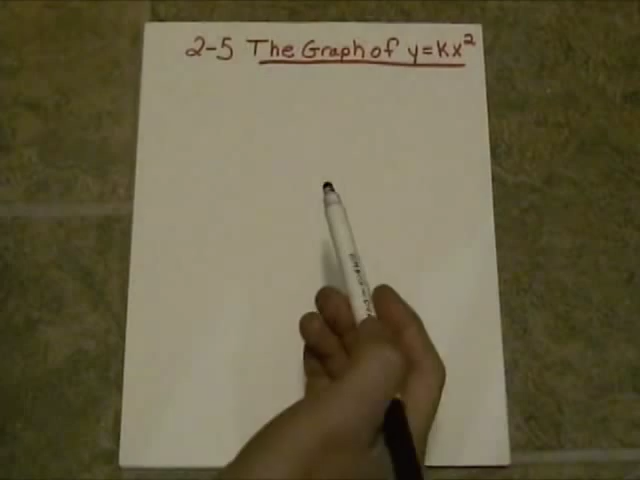 2-5 The Graph of y=kx²